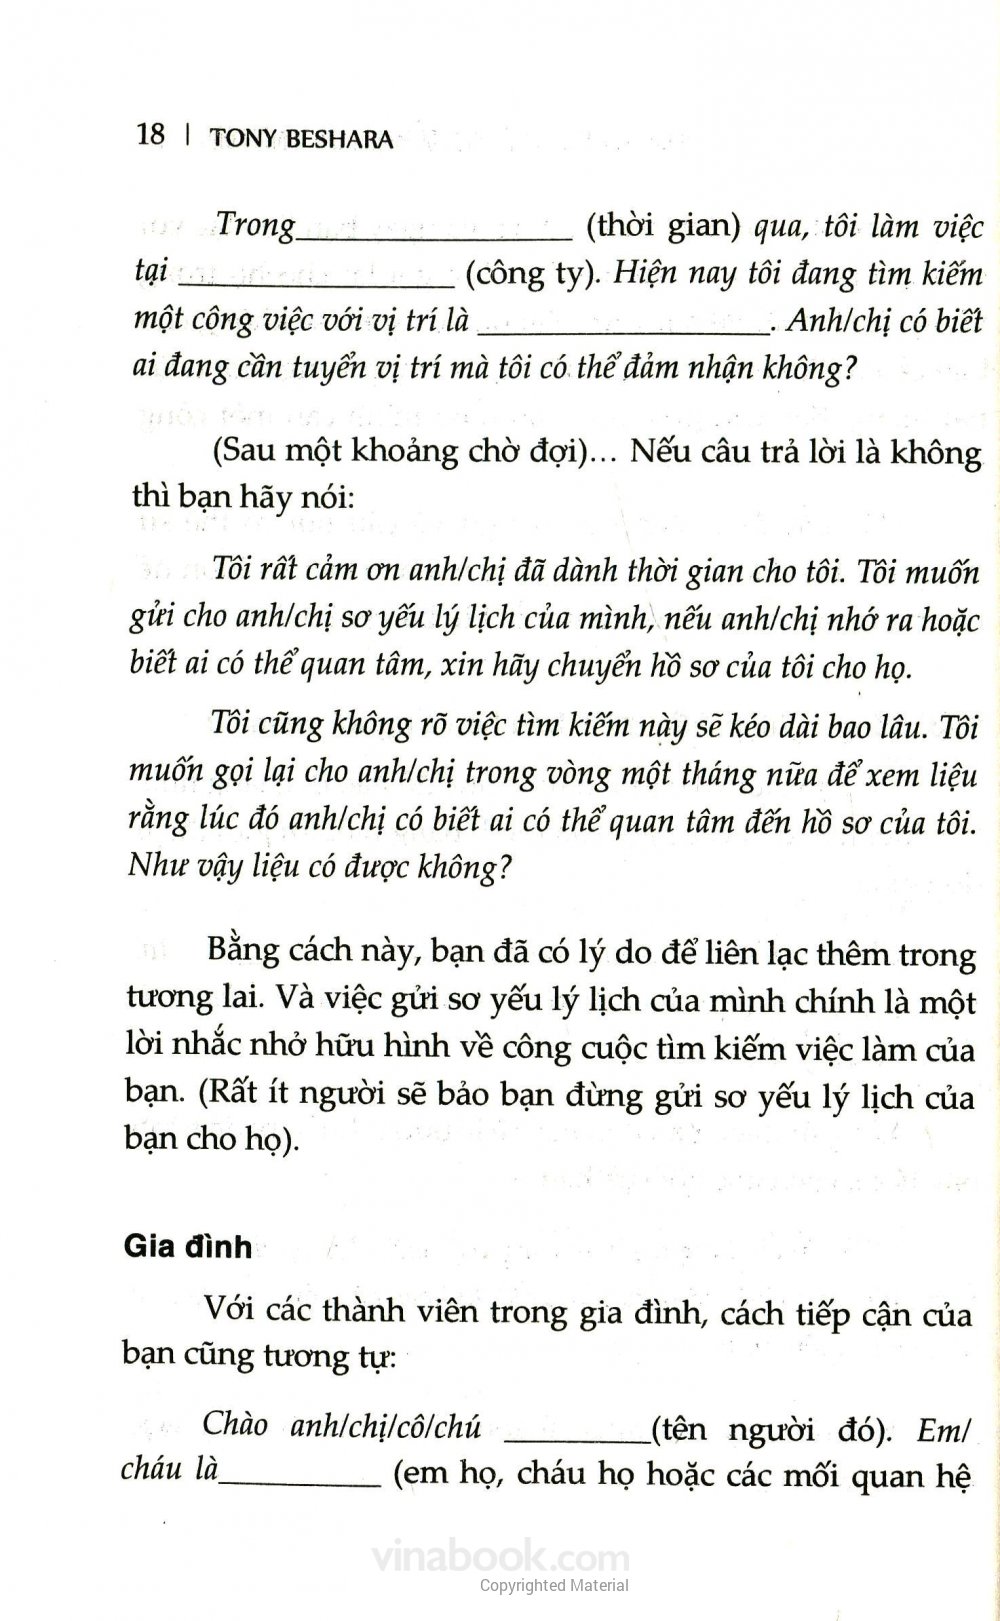 18 | TONY BESHARA
Trong__________________ (thời gian) qua, tôi làm việc
tại __________________ (công ty). Hiện nay tôi đang tìm kiếm
một công việc với vị trí là ___________________. Anh/chị có biết
ai đang cần tuyển vị trí mà tôi có thể đảm nhận không?
(Sau một khoảng chờ đợi)... Nếu câu trả lời là không
thì bạn hãy nói:
Tôi rất cảm ơn anh/chị đã dành thời gian cho tôi. Tôi muốn
gửi cho anh/chị sơ yếu lý lịch của mình, nếu anh/chị nhớ ra hoặc
biết ai có thể quan tâm, xin hãy chuyển hồ sơ của tôi cho họ.
Tôi cũng không rõ việc tìm kiếm này sẽ kéo dài bao lâu. Tôi
muốn gọi lại cho anh/chị trong vòng một tháng nữa để xem liệu
rằng lúc đó anh/chị có biết ai có thể quan tâm đến hồ sơ của tôi.
Như vậy liệu có được không?
Bằng cách này, bạn đã có lý do để liên lạc thêm trong
tương lai. Và việc gửi sơ yếu lý lịch của mình chính là một
lời nhắc nhở hữu hình về công cuộc tìm kiếm việc làm của
bạn. (Rất ít người sẽ bảo bạn đừng gửi sơ yếu lý lịch của
bạn cho họ).
Gia đình
Với các thành viên trong gia đình, cách tiếp cận của
bạn cũng tương tự:
Chào anh/chị/cô/chú __________(tên người đó). Em/
cháu là___________ (em họ, cháu họ hoặc các mối quan hệ
vinabook.com
Copyrighted Material